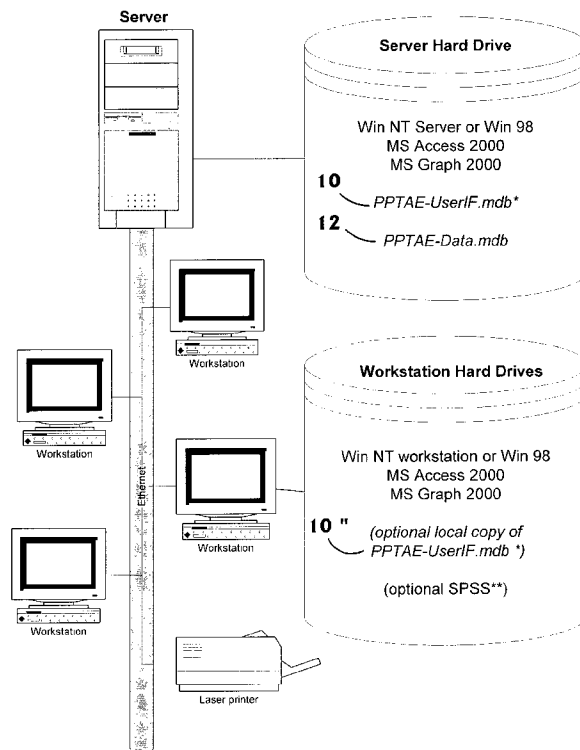 Server
Server Hard Drive
Win NT Server or Win 98
MS Access 2000
MS Graph 2000
10
PPTAE-UserIF.mdb*
12
PPTAE-Data.mdb
Workstation
Workstation
Ethernet
Workstation
Workstation
Laser printer
Workstation Hard Drives
Win NT workstation or Win 98
MS Access 2000
MS Graph 2000
10 "
(optional local copy of
PPTAE-UserIF.mdb *)
(optional SPSS**)